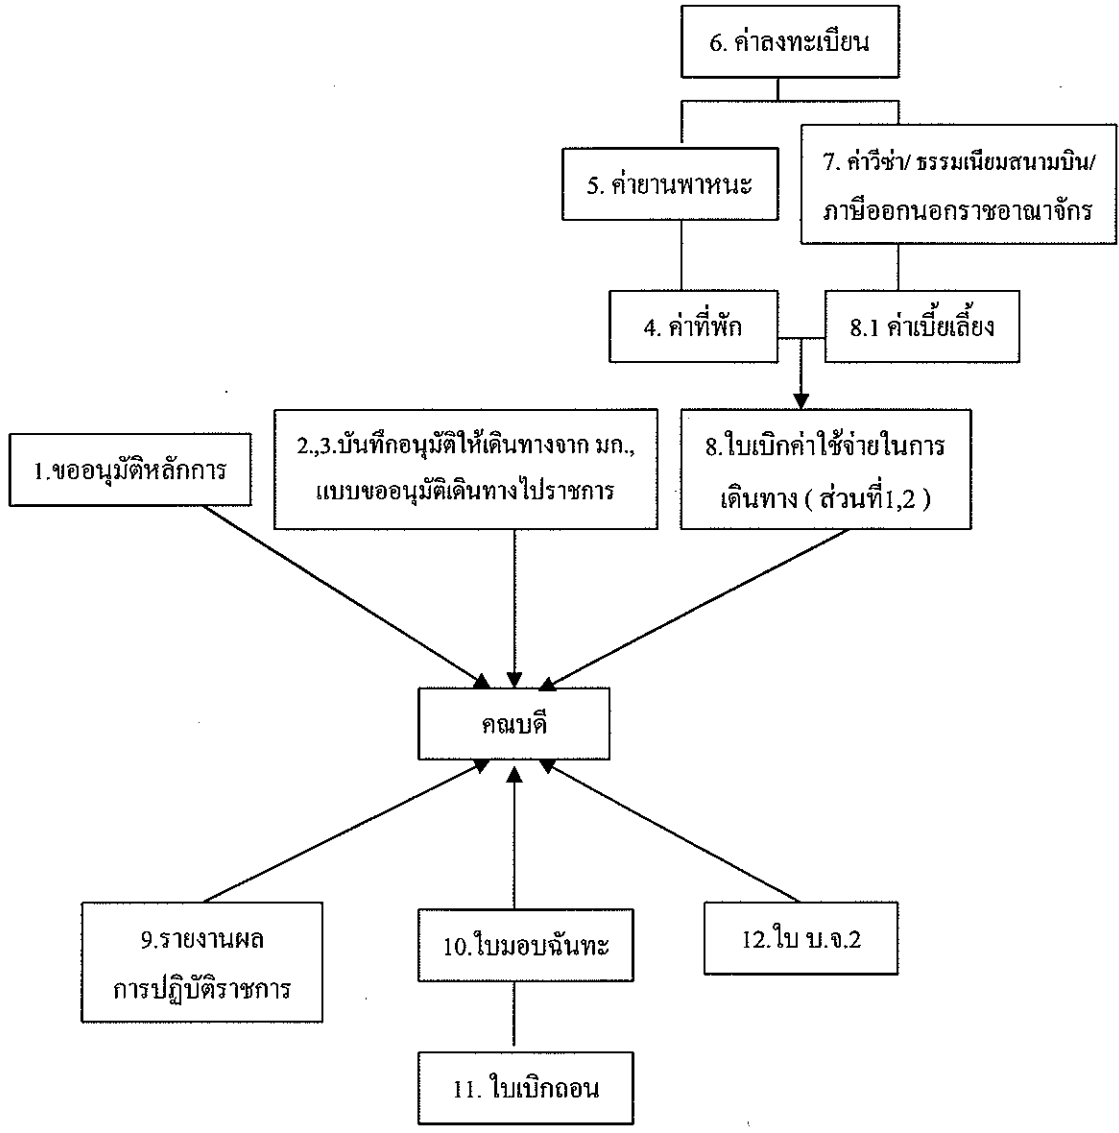 6. ค่าลงทะเบียน
5. ค่ายานพาหนะ
7. ค่าวีซ่า/ ธรรมเนียมสนามบิน/
ภาษีออกนอกราชอาณาจักร
4. ค่าที่พัก
8.1 ค่าเบี้ยเลี้ยง
1.ขออนุมัติหลักการ
2.,3.บันทึกอนุมัติให้เดินทางจาก มก.,
แบบขออนุมัติเดินทางไปราชการ
8.ใบเบิกค่าใช้จ่ายในการ
เดินทาง ( ส่วนที่1,2 )
คณบดี
9.รายงานผล
การปฏิบัติราชการ
10.ใบมอบฉันทะ
12.ใบ บ.จ.2
11. ใบเบิกถอน